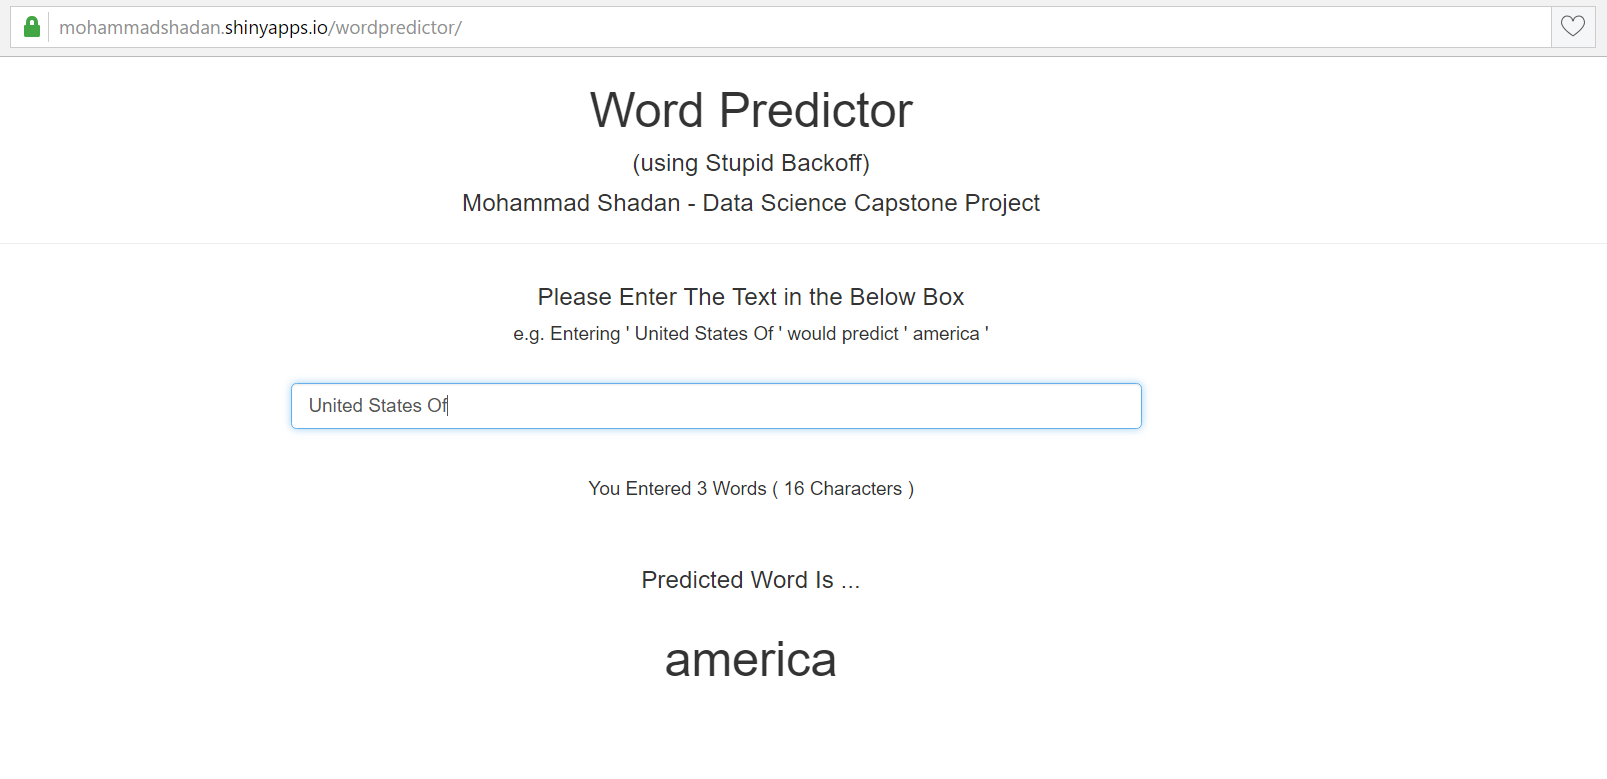 mohammadshadan.shinyapps.io/wordpredictor/
Word Predictor
(using Stupid Backoff)
Mohammad Shadan - Data Science Capstone Project
Please Enter The Text in the Below Box
e.g. Entering ' United States Of ' would predict ' america '
United States Of
You Entered 3 Words ( 16 Characters )
Predicted Word Is ...
america